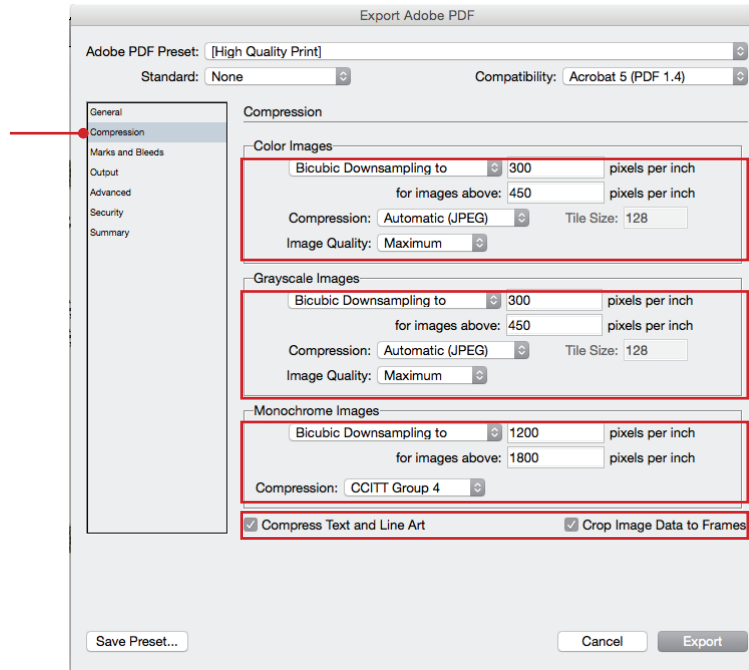 Export Adobe PDF
Adobe PDF Preset: [High Quality Print]
Standard: None Compatibility: Acrobat 5 (PDF 1.4)
General
Compression
Marks and Bleeds
Output
Advanced
Security
Summary
Compression
Color Images
Bicubic Downsampling to 300 pixels per inch
for images above: 450 pixels per inch
Compression: Automatic (JPEG) Tile Size: 128
Image Quality: Maximum
Grayscale Images
Bicubic Downsampling to 300 pixels per inch
for images above: 450 pixels per inch
Compression: Automatic (JPEG) Tile Size: 128
Image Quality: Maximum
Monochrome Images
Bicubic Downsampling to 1200 pixels per inch
for images above: 1800 pixels per inch
Compression: CCITT Group 4
Compress Text and Line Art Crop Image Data to Frames
Save Preset... Cancel Export